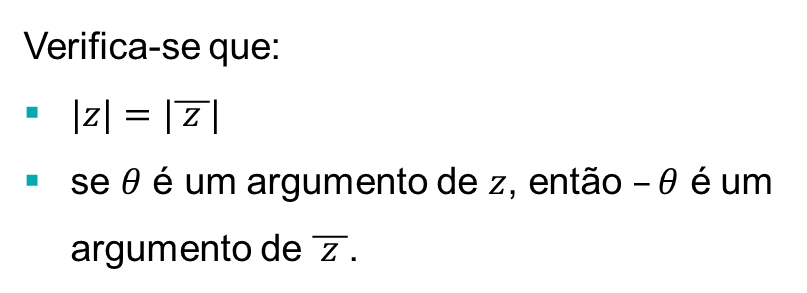 Verifica-se que:
▪ |z| = |z̅|
▪ se θ é um argumento de z, então – θ é um
argumento de z̅.